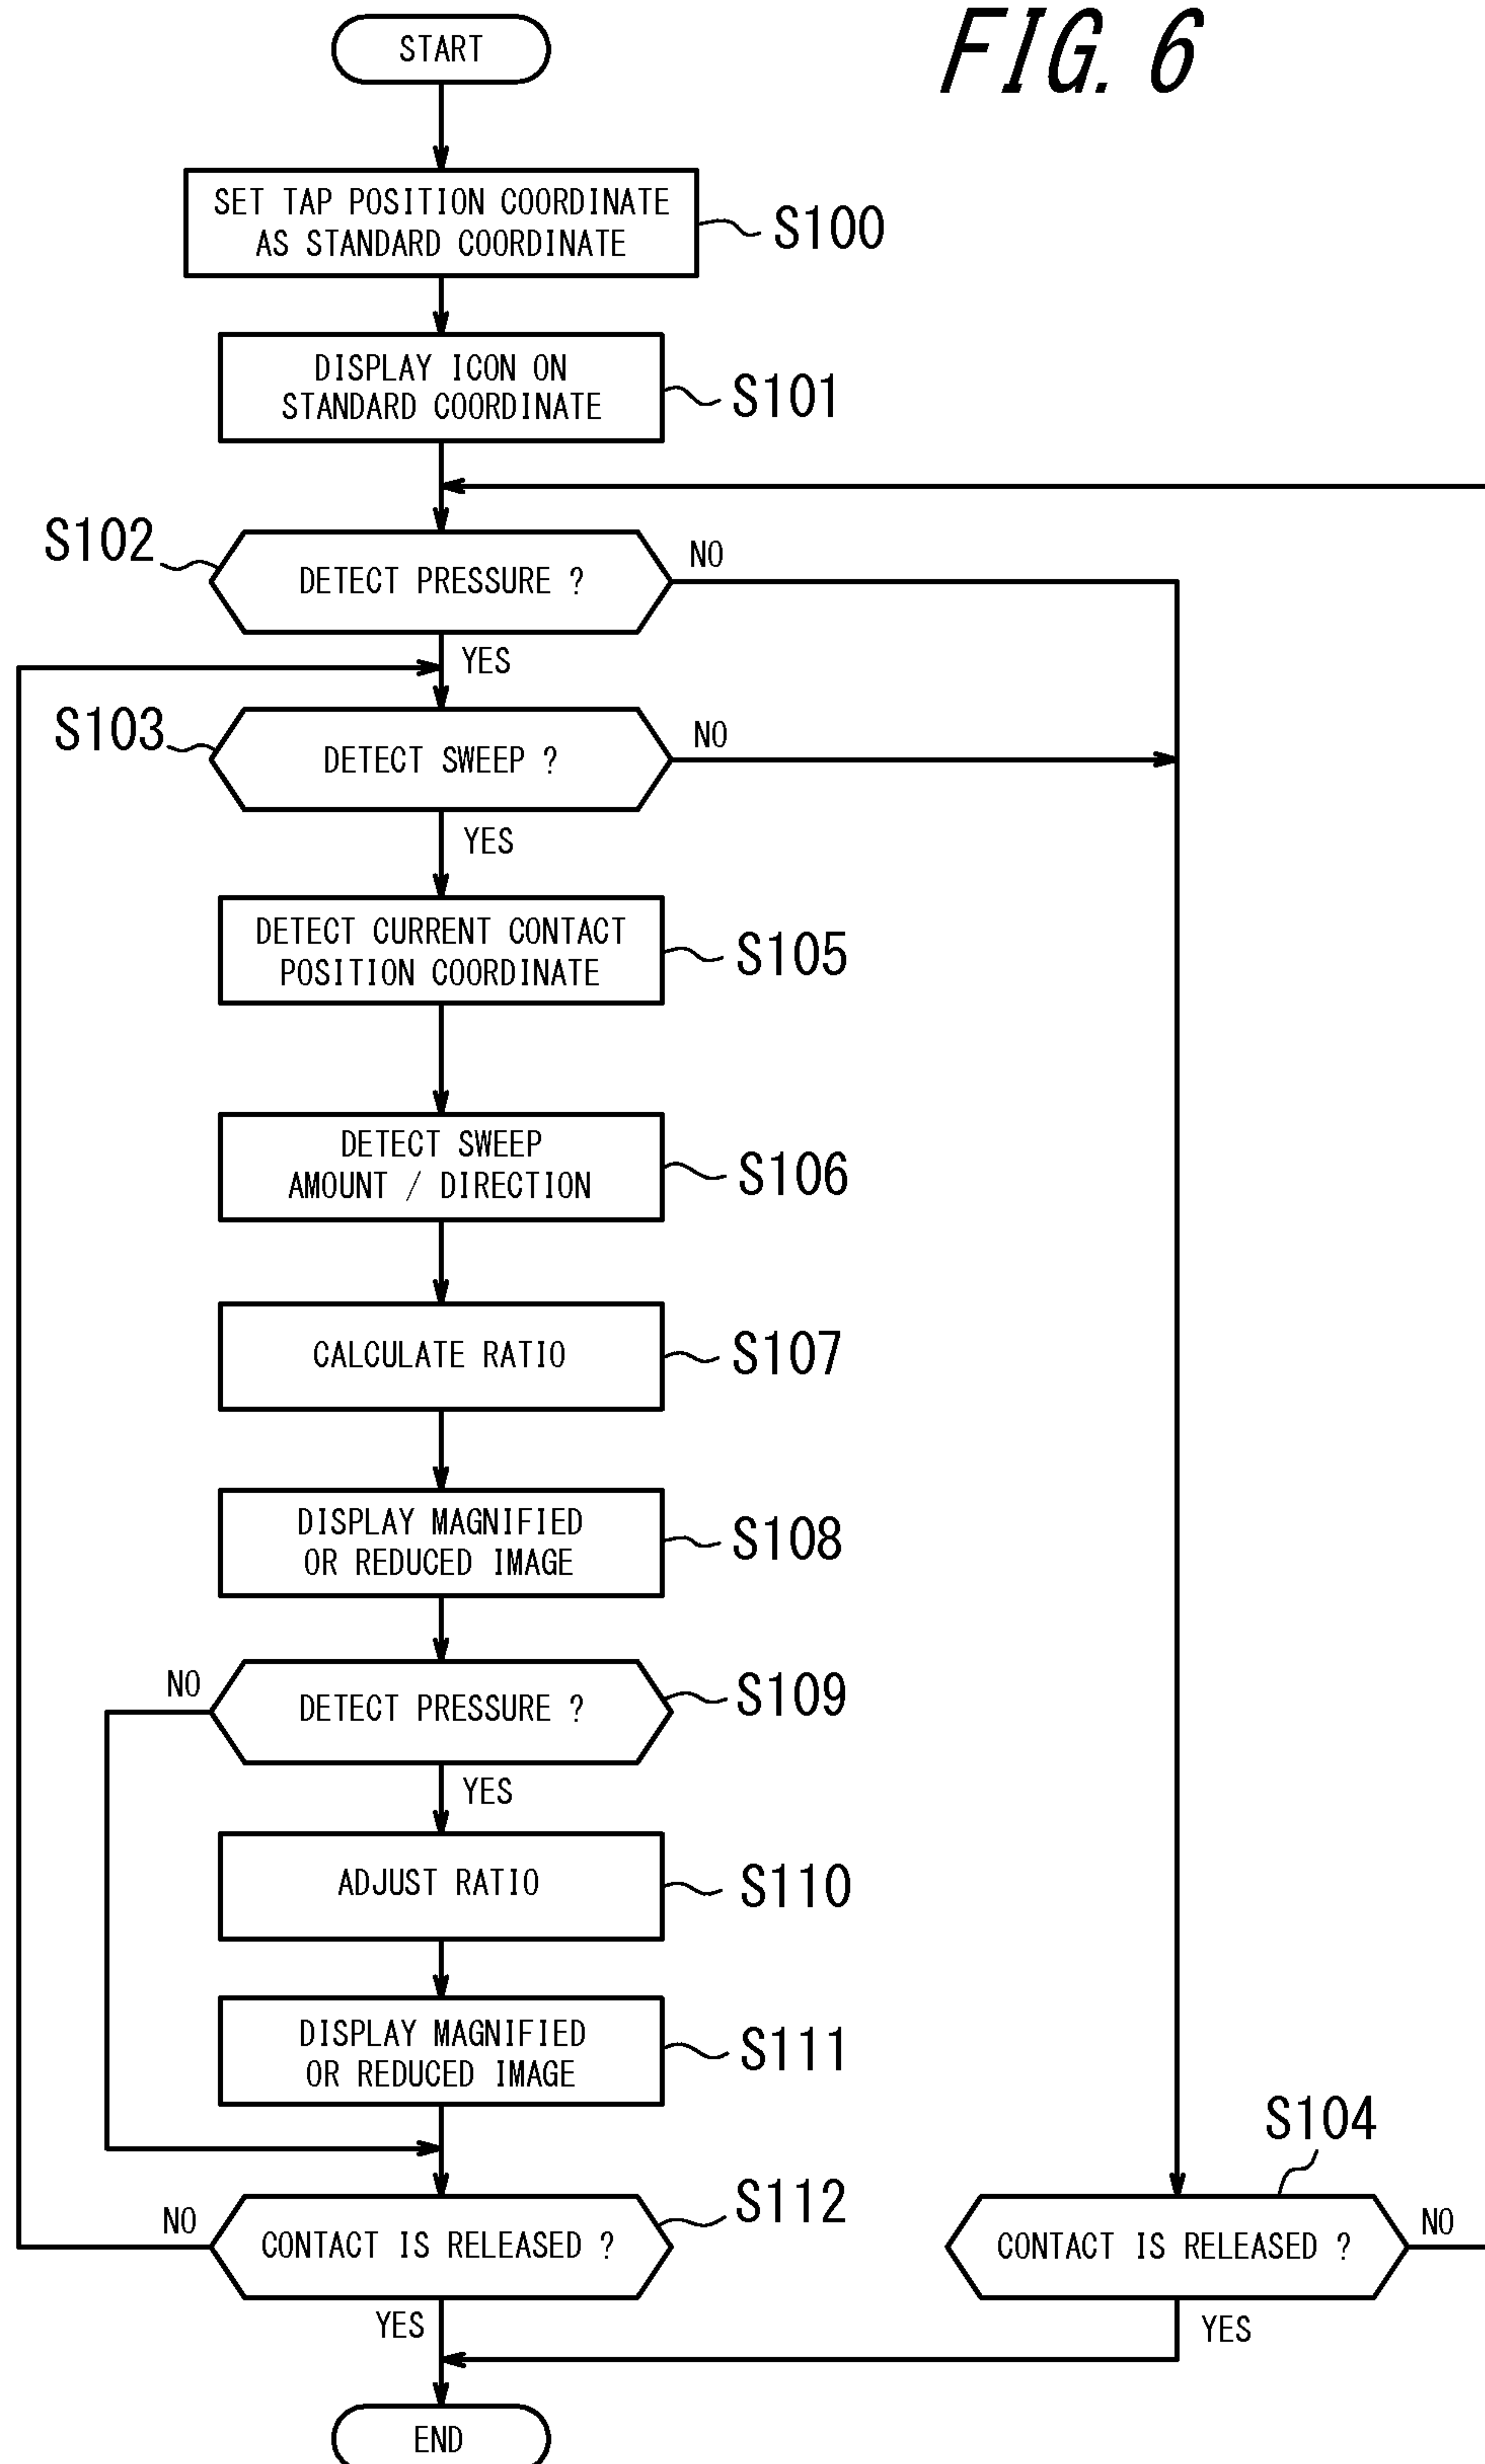 FIG. 6
START
SET TAP POSITION COORDINATE
AS STANDARD COORDINATE
S100
DISPLAY ICON ON
STANDARD COORDINATE
S101
S102
DETECT PRESSURE ?
NO
YES
S103
DETECT SWEEP ?
NO
YES
DETECT CURRENT CONTACT
POSITION COORDINATE
S105
DETECT SWEEP
AMOUNT / DIRECTION
S106
CALCULATE RATIO
S107
DISPLAY MAGNIFIED
OR REDUCED IMAGE
S108
NO
DETECT PRESSURE ?
S109
YES
ADJUST RATIO
S110
DISPLAY MAGNIFIED
OR REDUCED IMAGE
S111
NO
CONTACT IS RELEASED ?
S112
YES
S104
CONTACT IS RELEASED ?
NO
YES
END